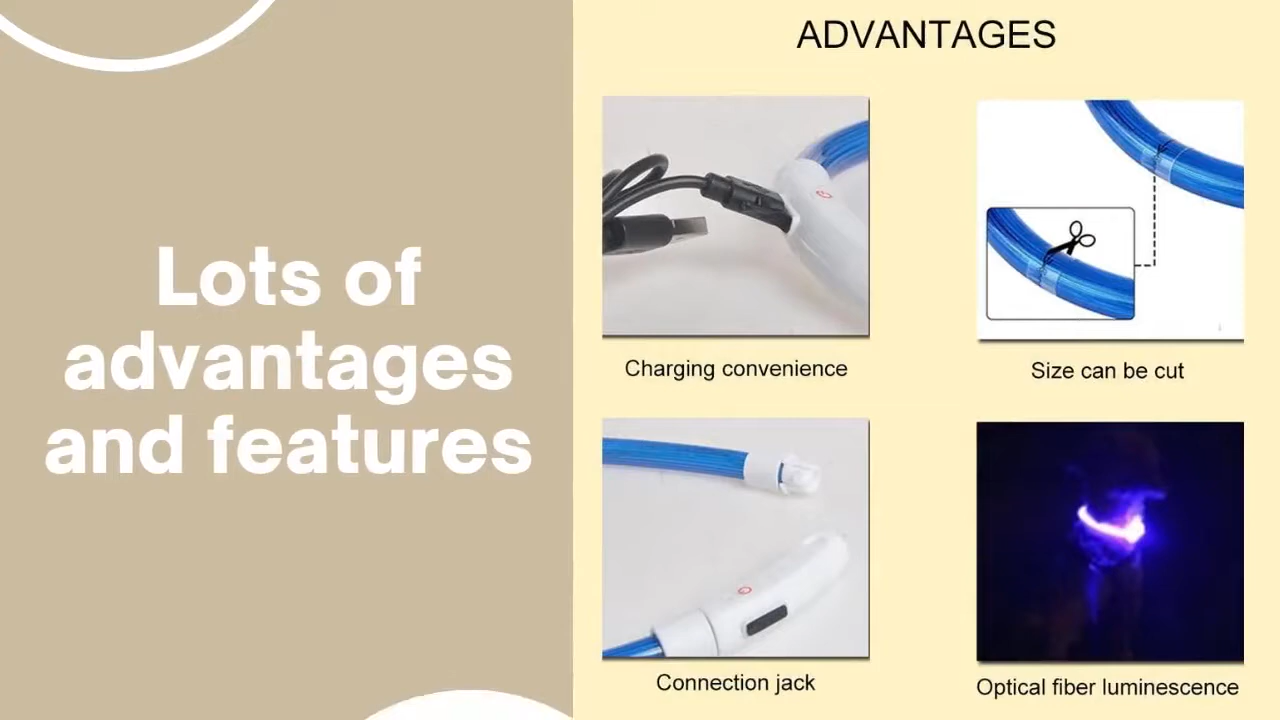 Lots of
advantages
and features
ADVANTAGES
Charging convenience
Size can be cut
Connection jack
Optical fiber luminescence